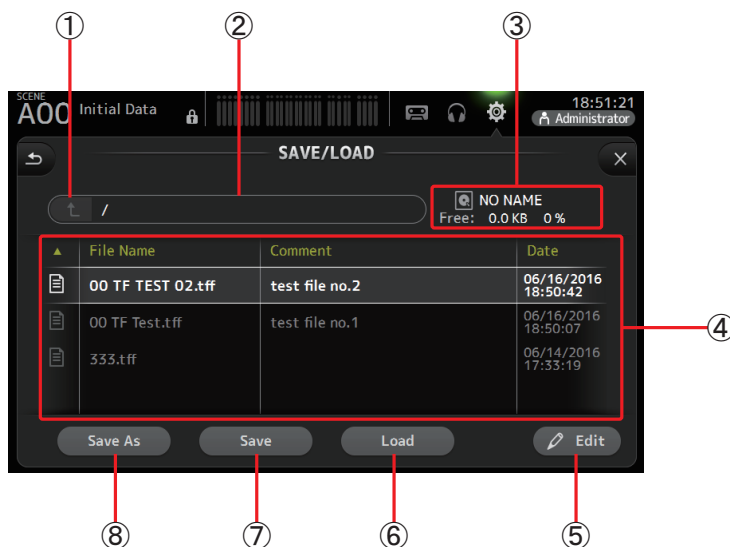 ① ② ③
SCENE
A00 Initial Data
18:51:21
Administrator
SAVE/LOAD
/
NO NAME
Free: 0.0 KB 0 %
▲ File Name Comment Date
00 TF TEST 02.tff test file no.2 06/16/2016 18:50:42
00 TF Test.tff test file no.1 06/16/2016 18:50:07
333.tff 06/14/2016 17:33:19
④
Save As Save Load Edit
⑧ ⑦ ⑥ ⑤